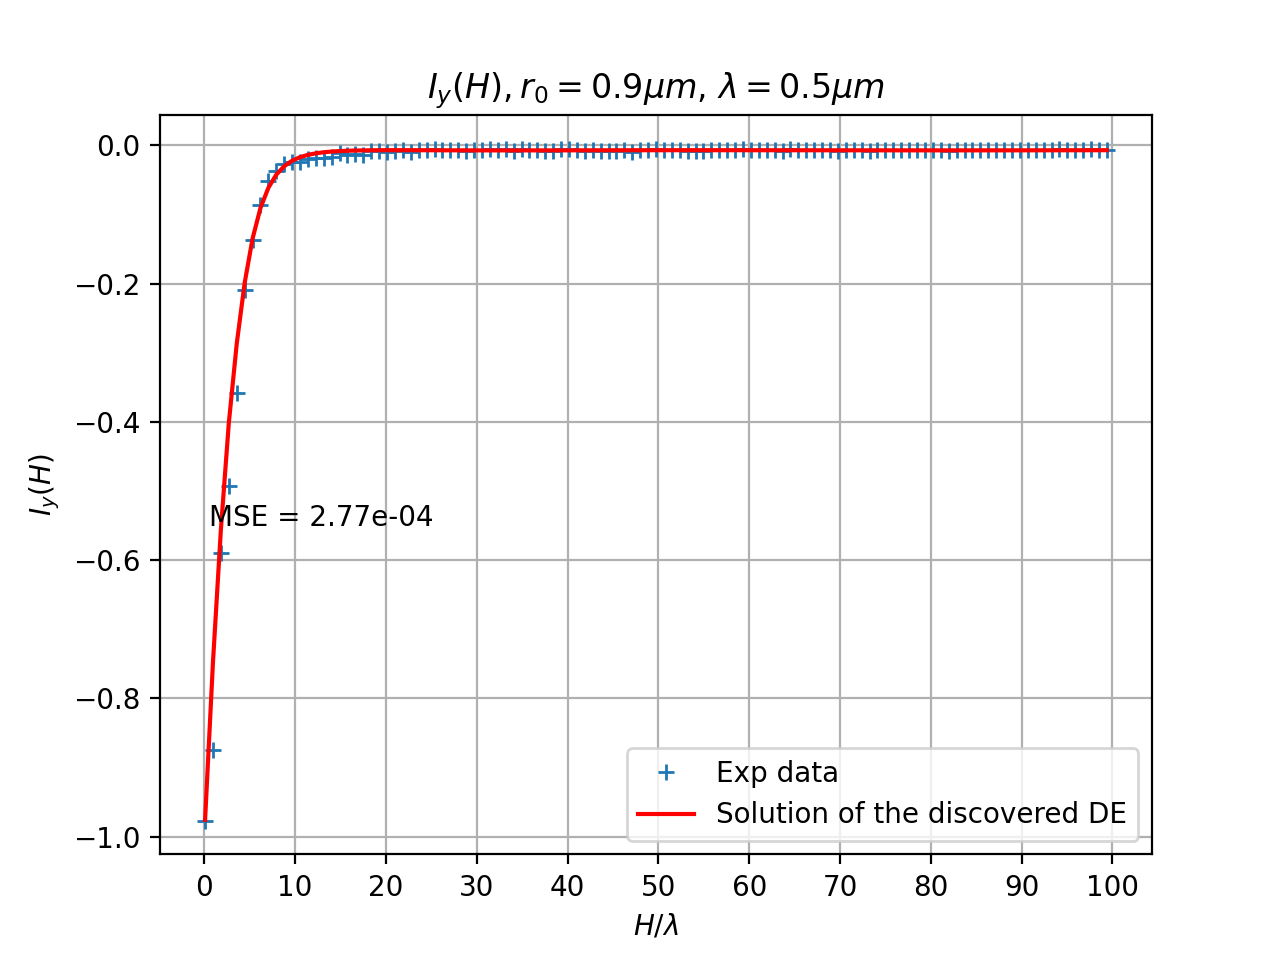 I_y(H), r_0 = 0.9μm, λ = 0.5μm
0.0
−0.2
−0.4
−0.6
−0.8
−1.0
I_y(H)
MSE = 2.77e-04
Exp data
Solution of the discovered DE
0 10 20 30 40 50 60 70 80 90 100
H/λ